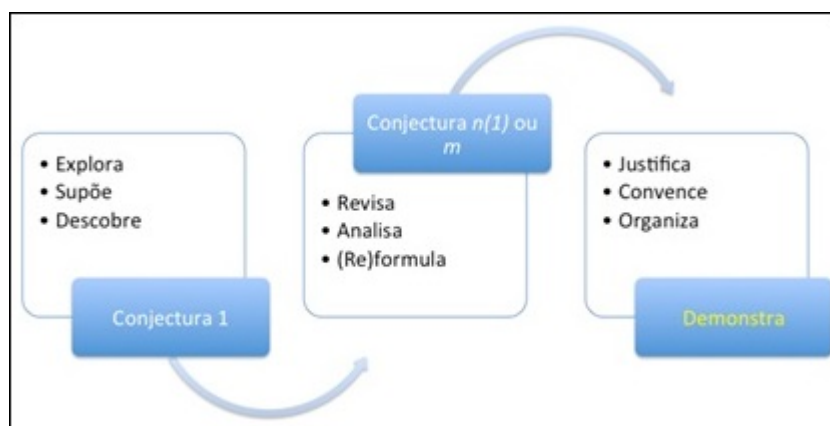 • Explora
• Supõe
• Descobre
Conjectura 1
Conjectura n(1) ou
m
• Revisa
• Analisa
• (Re)formula
• Justifica
• Convence
• Organiza
Demonstra